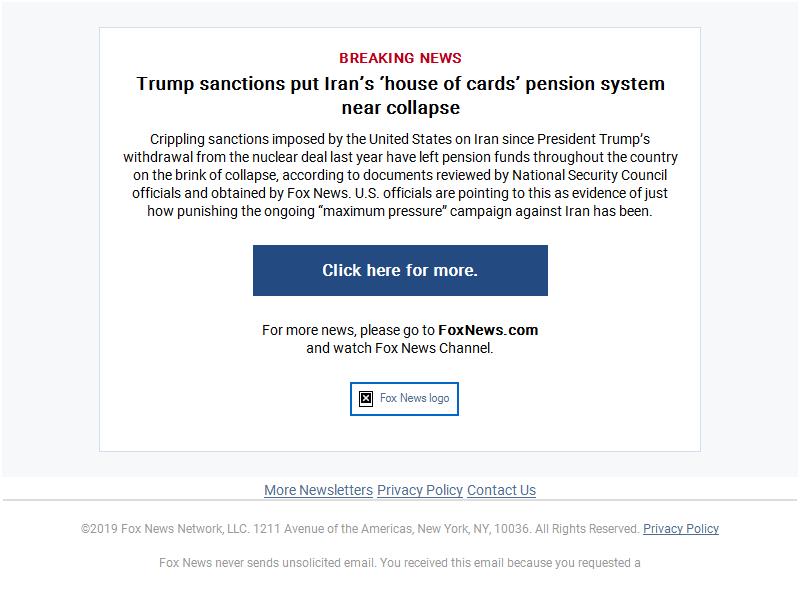 BREAKING NEWS
Trump sanctions put Iran’s ’house of cards’ pension system
near collapse
Crippling sanctions imposed by the United States on Iran since President Trump’s
withdrawal from the nuclear deal last year have left pension funds throughout the country
on the brink of collapse, according to documents reviewed by National Security Council
officials and obtained by Fox News. U.S. officials are pointing to this as evidence of just
how punishing the ongoing “maximum pressure” campaign against Iran has been.
Click here for more.
For more news, please go to FoxNews.com
and watch Fox News Channel.
Fox News logo
More Newsletters Privacy Policy Contact Us
©2019 Fox News Network, LLC. 1211 Avenue of the Americas, New York, NY, 10036. All Rights Reserved. Privacy Policy
Fox News never sends unsolicited email. You received this email because you requested a